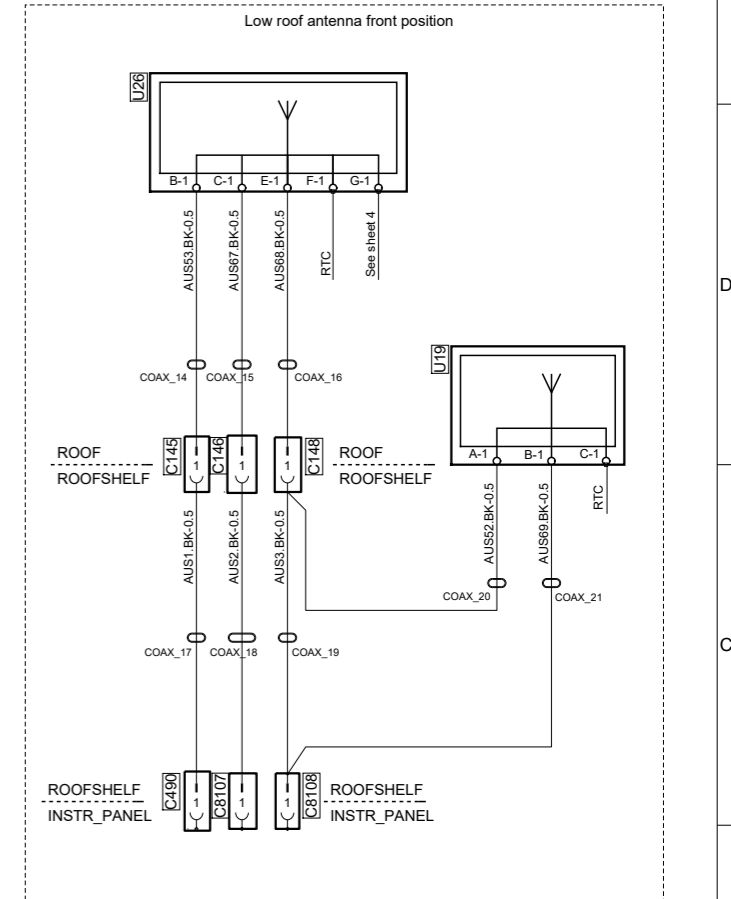 Low roof antenna front position
U26
B-1 C-1 E-1 F-1 G-1
AUS53.BK-0.5
AUS67.BK-0.5
AUS68.BK-0.5
RTC
See sheet 4
D
U19
COAX_14 COAX_15 COAX_16
ROOF
ROOFSHELF
C145
1
C146
1
1
C148
ROOF
ROOFSHELF
A-1 B-1 C-1
AUS1.BK-0.5
AUS2.BK-0.5
AUS3.BK-0.5
AUS52.BK-0.5
AUS69.BK-0.5
RTC
COAX_20 COAX_21
COAX_17 COAX_18 COAX_19
C
ROOFSHELF
INSTR_PANEL
C490
1
C8107
1
1
C8108
ROOFSHELF
INSTR_PANEL